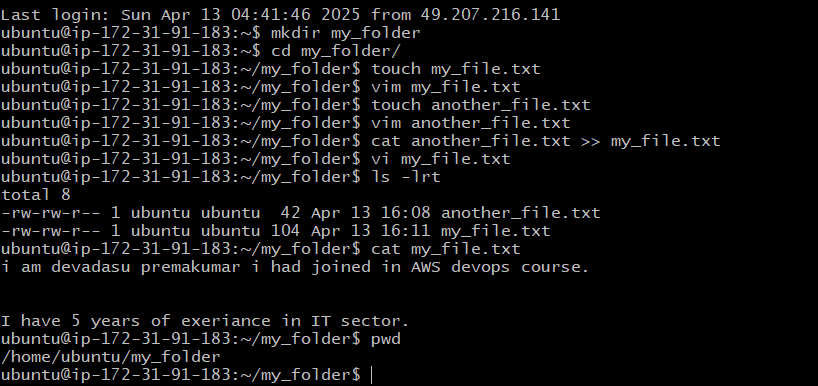 Last login: Sun Apr 13 04:41:46 2025 from 49.207.216.141
ubuntu@ip-172-31-91-183:~$ mkdir my_folder
ubuntu@ip-172-31-91-183:~$ cd my_folder/
ubuntu@ip-172-31-91-183:~/my_folder$ touch my_file.txt
ubuntu@ip-172-31-91-183:~/my_folder$ vim my_file.txt
ubuntu@ip-172-31-91-183:~/my_folder$ touch another_file.txt
ubuntu@ip-172-31-91-183:~/my_folder$ vim another_file.txt
ubuntu@ip-172-31-91-183:~/my_folder$ cat another_file.txt >> my_file.txt
ubuntu@ip-172-31-91-183:~/my_folder$ vi my_file.txt
ubuntu@ip-172-31-91-183:~/my_folder$ ls -lrt
total 8
-rw-rw-r-- 1 ubuntu ubuntu  42 Apr 13 16:08 another_file.txt
-rw-rw-r-- 1 ubuntu ubuntu 104 Apr 13 16:11 my_file.txt
ubuntu@ip-172-31-91-183:~/my_folder$ cat my_file.txt
i am devadasu premakumar i had joined in AWS devops course.
I have 5 years of exeriance in IT sector.
ubuntu@ip-172-31-91-183:~/my_folder$ pwd
/home/ubuntu/my_folder
ubuntu@ip-172-31-91-183:~/my_folder$